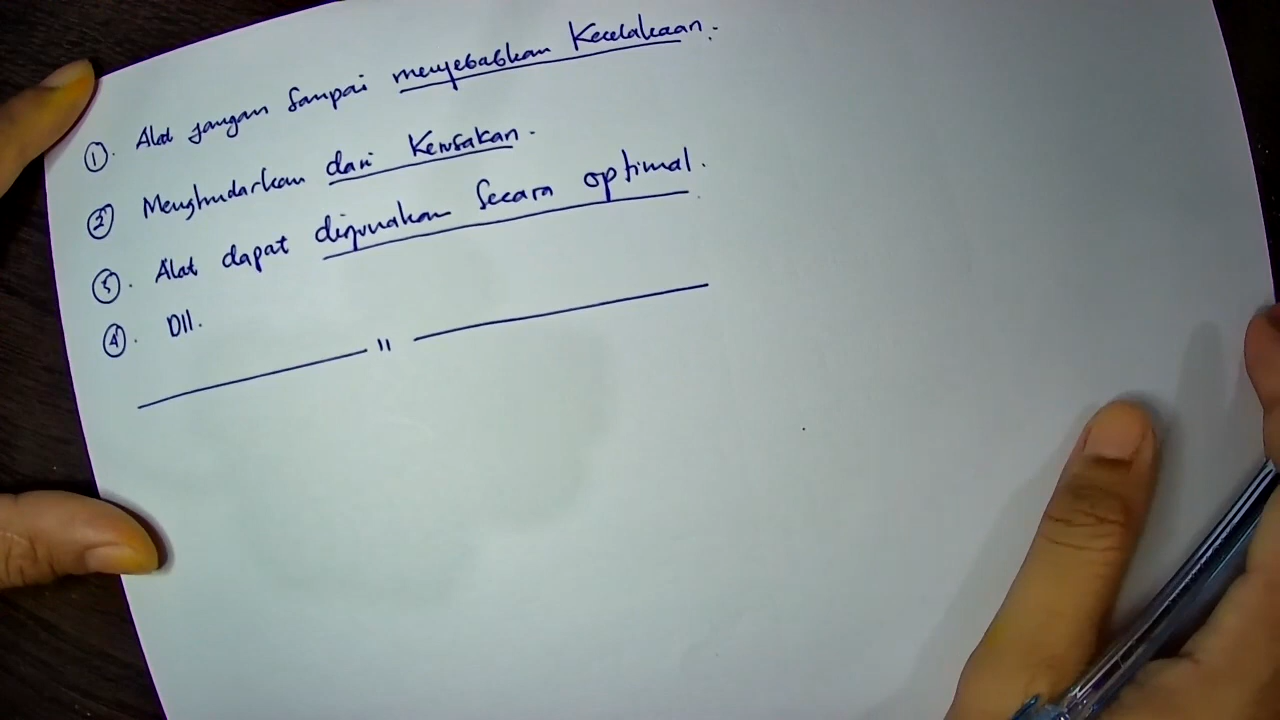 ①. Alat jangan sampai menyebabkan Kecelakaan.
②. Menghindarkan dari Kerusakan.
③. Alat dapat digunakan Secara optimal.
④. Dll.
"